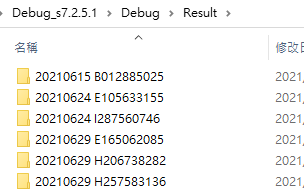 Debug_s7.2.5.1 > Debug > Result >
名稱 修改日
20210615 B012885025 2021/
20210624 E105633155 2021/
20210624 I287560746 2021/
20210629 E165062085 2021/
20210629 H206738282 2021/
20210629 H257583136 2021/